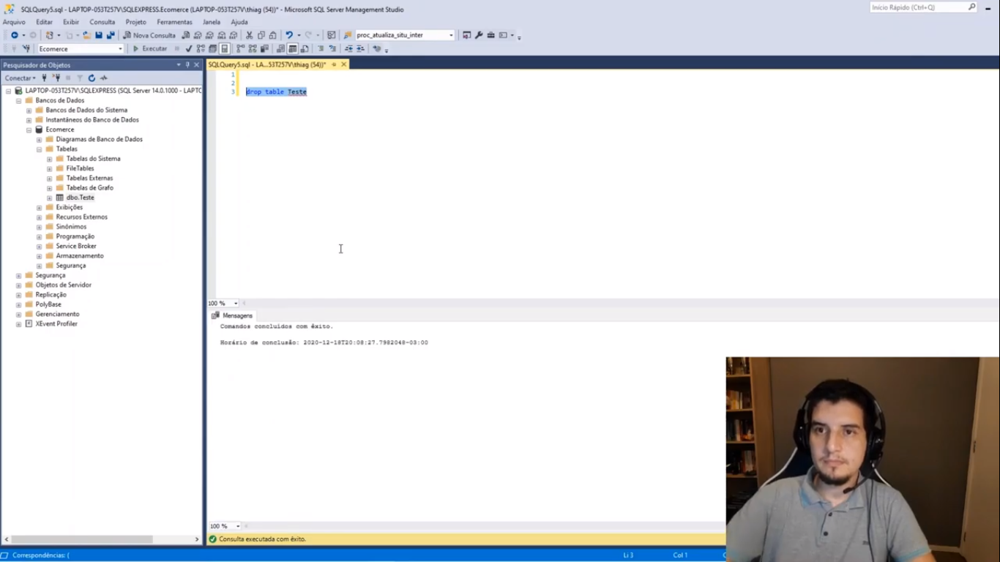 SQLQuery5.sql - LAPTOP-053T257V\SQLEXPRESS.Ecomerce (LAPTOP-053T257V\thiag (54))* - Microsoft SQL Server Management Studio
Início Rápido (Ctrl+Q)
Arquivo Editar Exibir Consulta Projeto Ferramentas Janela Ajuda
Nova Consulta proc_atualiza_situ_inter
Ecomerce Executar
Pesquisador de Objetos
SQLQuery5.sql - LA...53T257V\thiag (54))*
Conectar
LAPTOP-053T257V\SQLEXPRESS (SQL Server 14.0.1000 - LAPTC
Bancos de Dados
Bancos de Dados do Sistema
Instantâneos do Banco de Dados
Ecomerce
Diagramas de Banco de Dados
Tabelas
Tabelas do Sistema
FileTables
Tabelas Externas
Tabelas de Grafo
dbo.Teste
Exibições
Recursos Externos
Sinônimos
Programação
Service Broker
Armazenamento
Segurança
Segurança
Objetos de Servidor
Replicação
PolyBase
Gerenciamento
XEvent Profiler
1
2
3 drop table Teste
100 %
Mensagens
Comandos concluídos com êxito.
Horário de conclusão: 2020-12-18T20:08:27.7982048-03:00
100 %
Consulta executada com êxito.
Correspondências: ( Li 3 Col 1